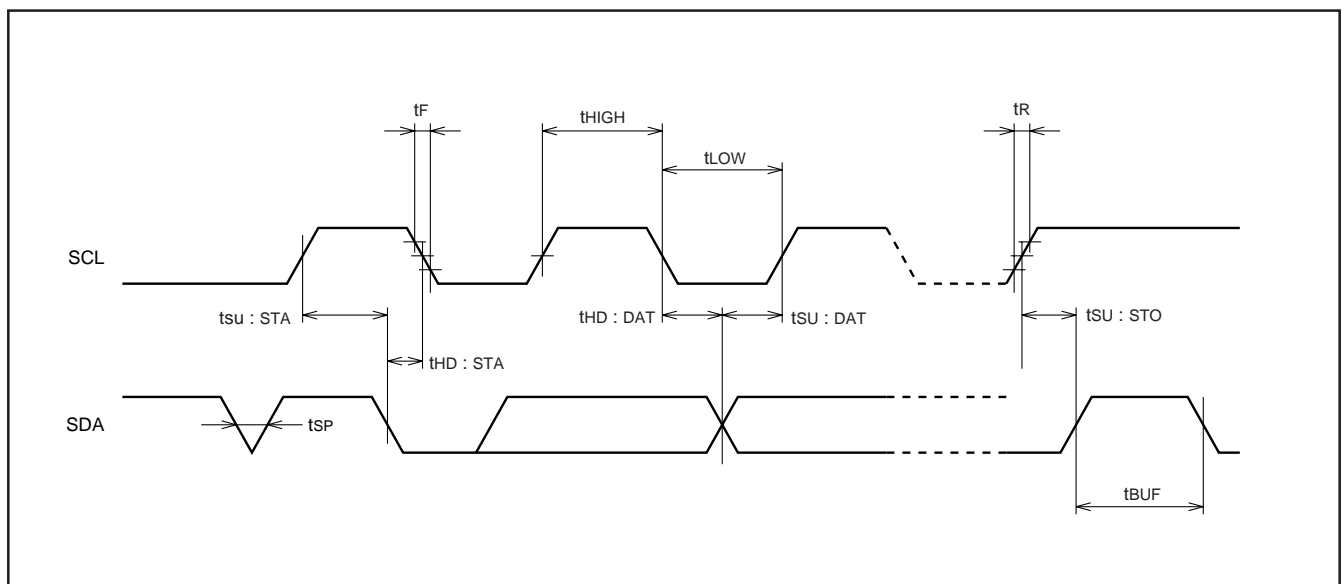 tF
tHIGH
tR
tLOW
SCL
tsu : STA
tHD : DAT
tSU : DAT
tSU : STO
tHD : STA
SDA
tSP
tBUF